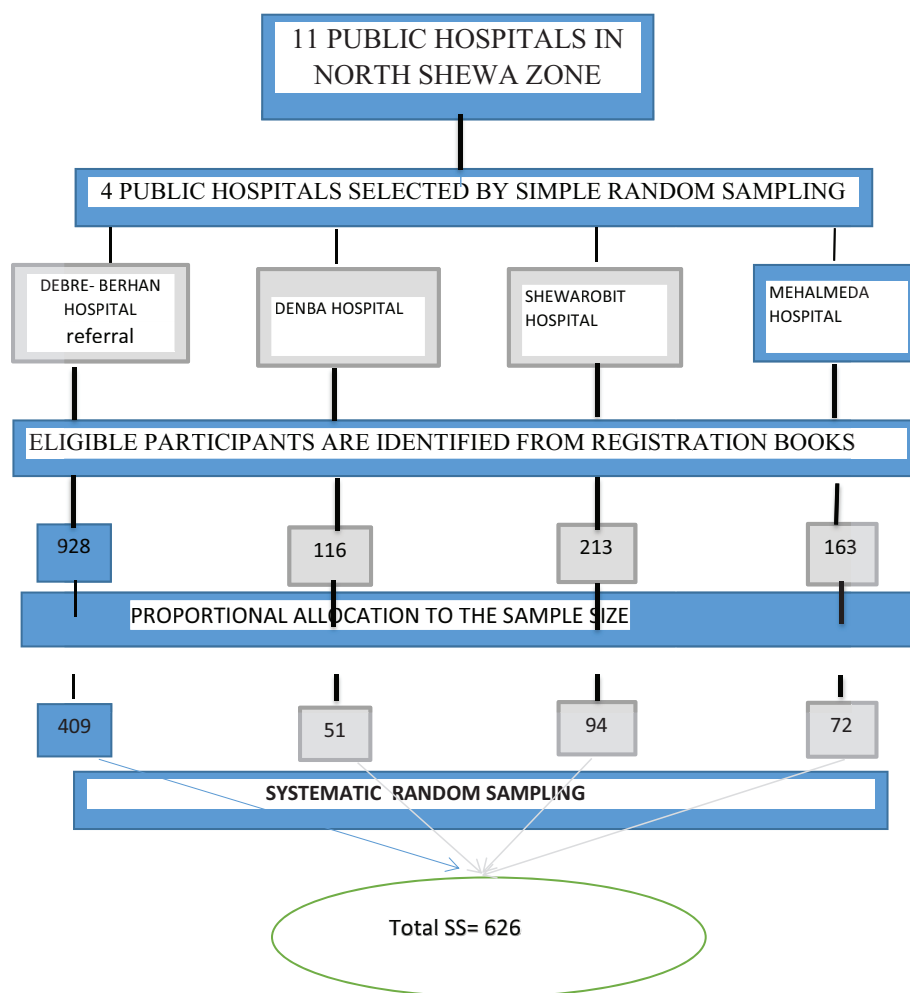 11 PUBLIC HOSPITALS IN
NORTH SHEWA ZONE
4 PUBLIC HOSPITALS SELECTED BY SIMPLE RANDOM SAMPLING
DEBRE- BERHAN
HOSPITAL
referral
DENBA HOSPITAL
SHEWAROBIT
HOSPITAL
MEHALMEDA
HOSPITAL
ELIGIBLE PARTICIPANTS ARE IDENTIFIED FROM REGISTRATION BOOKS
928
116
213
163
PROPORTIONAL ALLOCATION TO THE SAMPLE SIZE
409
51
94
72
SYSTEMATIC RANDOM SAMPLING
Total SS= 626